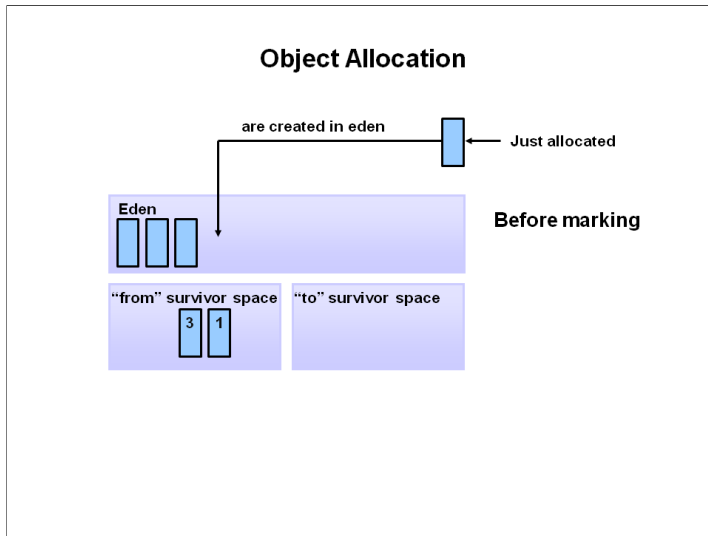 Object Allocation
are created in eden
Just allocated
Eden
Before marking
“from” survivor space
“to” survivor space
3 1